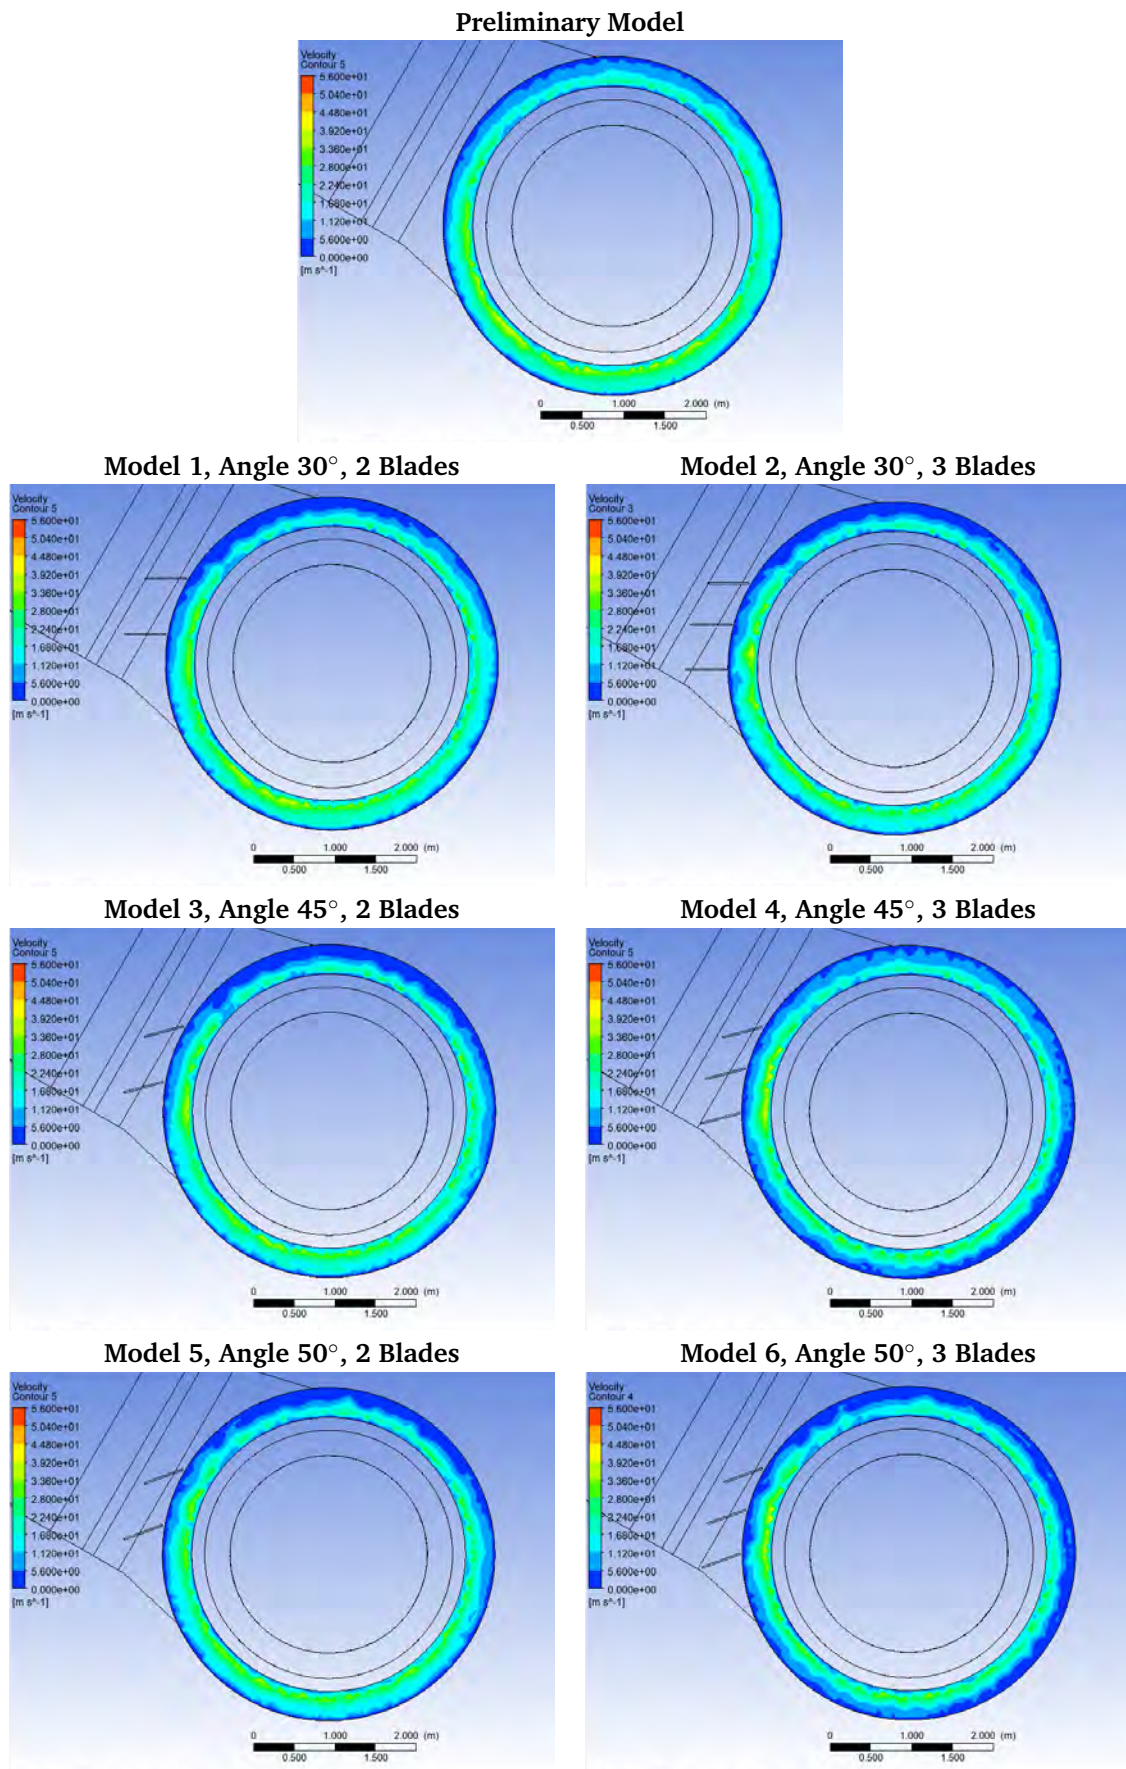 Preliminary Model
Velocity
Contour 5
5.600e+01
5.040e+01
4.480e+01
3.920e+01
3.360e+01
2.800e+01
2.240e+01
1.680e+01
1.120e+01
5.600e+00
0.000e+00
[m s^-1]
0 1.000 2.000 (m)
0.500 1.500
Model 1, Angle 30°, 2 Blades
Velocity
Contour 5
5.600e+01
5.040e+01
4.480e+01
3.920e+01
3.360e+01
2.800e+01
2.240e+01
1.680e+01
1.120e+01
5.600e+00
0.000e+00
[m s^-1]
0 1.000 2.000 (m)
0.500 1.500
Model 2, Angle 30°, 3 Blades
Velocity
Contour 3
5.600e+01
5.040e+01
4.480e+01
3.920e+01
3.360e+01
2.800e+01
2.240e+01
1.680e+01
1.120e+01
5.600e+00
0.000e+00
[m s^-1]
0 1.000 2.000 (m)
0.500 1.500
Model 3, Angle 45°, 2 Blades
Velocity
Contour 5
5.600e+01
5.040e+01
4.480e+01
3.920e+01
3.360e+01
2.800e+01
2.240e+01
1.680e+01
1.120e+01
5.600e+00
0.000e+00
[m s^-1]
0 1.000 2.000 (m)
0.500 1.500
Model 4, Angle 45°, 3 Blades
Velocity
Contour 5
5.600e+01
5.040e+01
4.480e+01
3.920e+01
3.360e+01
2.800e+01
2.240e+01
1.680e+01
1.120e+01
5.600e+00
0.000e+00
[m s^-1]
0 1.000 2.000 (m)
0.500 1.500
Model 5, Angle 50°, 2 Blades
Velocity
Contour 5
5.600e+01
5.040e+01
4.480e+01
3.920e+01
3.360e+01
2.800e+01
2.240e+01
1.680e+01
1.120e+01
5.600e+00
0.000e+00
[m s^-1]
0 1.000 2.000 (m)
0.500 1.500
Model 6, Angle 50°, 3 Blades
Velocity
Contour 4
5.600e+01
5.040e+01
4.480e+01
3.920e+01
3.360e+01
2.800e+01
2.240e+01
1.680e+01
1.120e+01
5.600e+00
0.000e+00
[m s^-1]
0 1.000 2.000 (m)
0.500 1.500